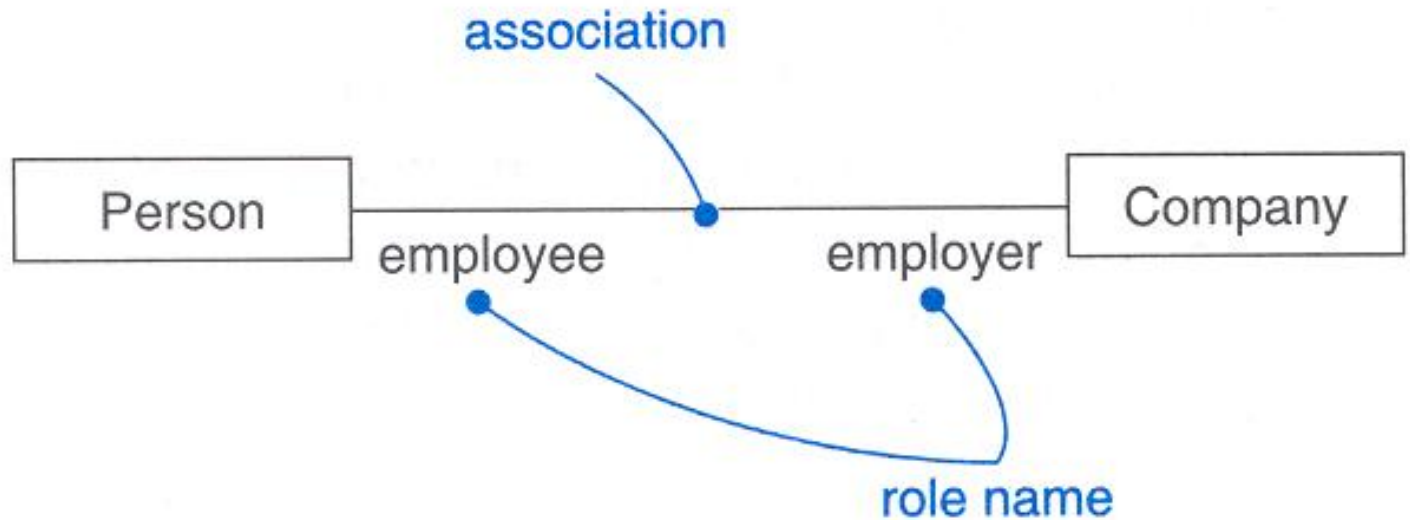 association
Person
Company
employee
employer
role name